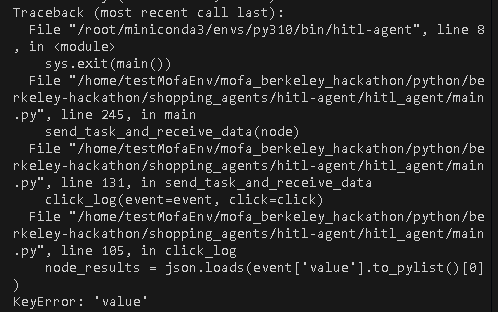 Traceback (most recent call last):
  File "/root/miniconda3/envs/py310/bin/hitl-agent", line 8
, in <module>
    sys.exit(main())
  File "/home/testMofaEnv/mofa_berkeley_hackathon/python/be
rkeley-hackathon/shopping_agents/hitl-agent/hitl_agent/main
.py", line 245, in main
    send_task_and_receive_data(node)
  File "/home/testMofaEnv/mofa_berkeley_hackathon/python/be
rkeley-hackathon/shopping_agents/hitl-agent/hitl_agent/main
.py", line 131, in send_task_and_receive_data
    click_log(event=event, click=click)
  File "/home/testMofaEnv/mofa_berkeley_hackathon/python/be
rkeley-hackathon/shopping_agents/hitl-agent/hitl_agent/main
.py", line 105, in click_log
    node_results = json.loads(event['value'].to_pylist()[0]
)
KeyError: 'value'